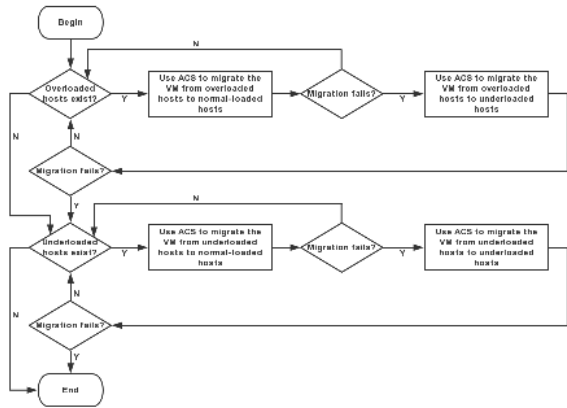 Begin
N
Overloaded
hosts exist?
Y
Use ACS to migrate the
VM from overloaded
hosts to normal-loaded
hosts
Migration fails?
Y
Use ACS to migrate the
VM from overloaded
hosts to underloaded
hosts
N
N
Migration fails?
Y
N
Underloaded
hosts exist?
Y
Use ACS to migrate the
VM from underloaded
hosts to normal-loaded
hosts
Migration fails?
Y
Use ACS to migrate the
VM from underloaded
hosts to underloaded
hosts
N
N
Migration fails?
Y
End